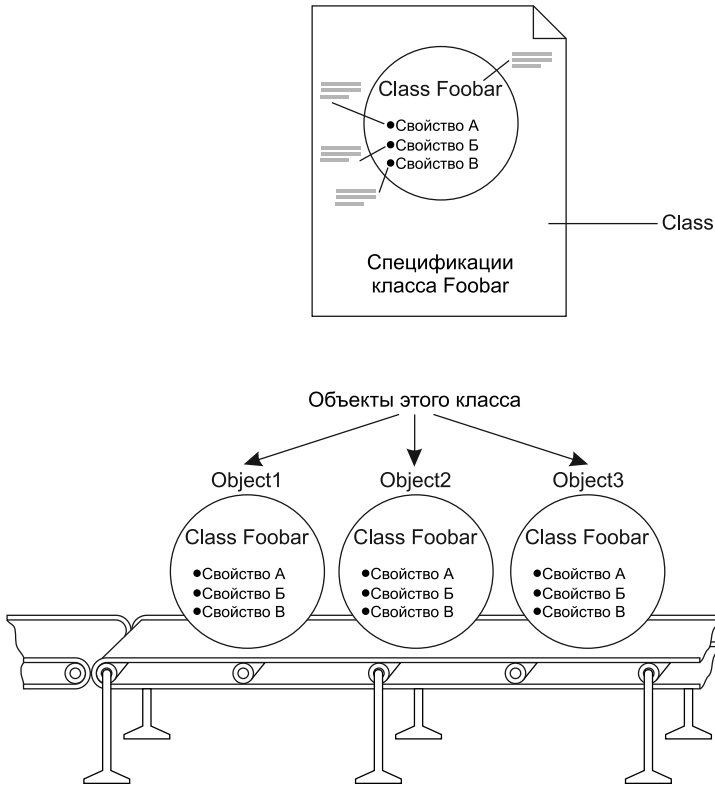 Class Foobar
Свойство А
Свойство Б
Свойство В
Class
Спецификации
класса Foobar
Объекты этого класса
Object1
Object2
Object3
Class Foobar
Class Foobar
Class Foobar
Свойство А
Свойство А
Свойство А
Свойство Б
Свойство Б
Свойство Б
Свойство В
Свойство В
Свойство В